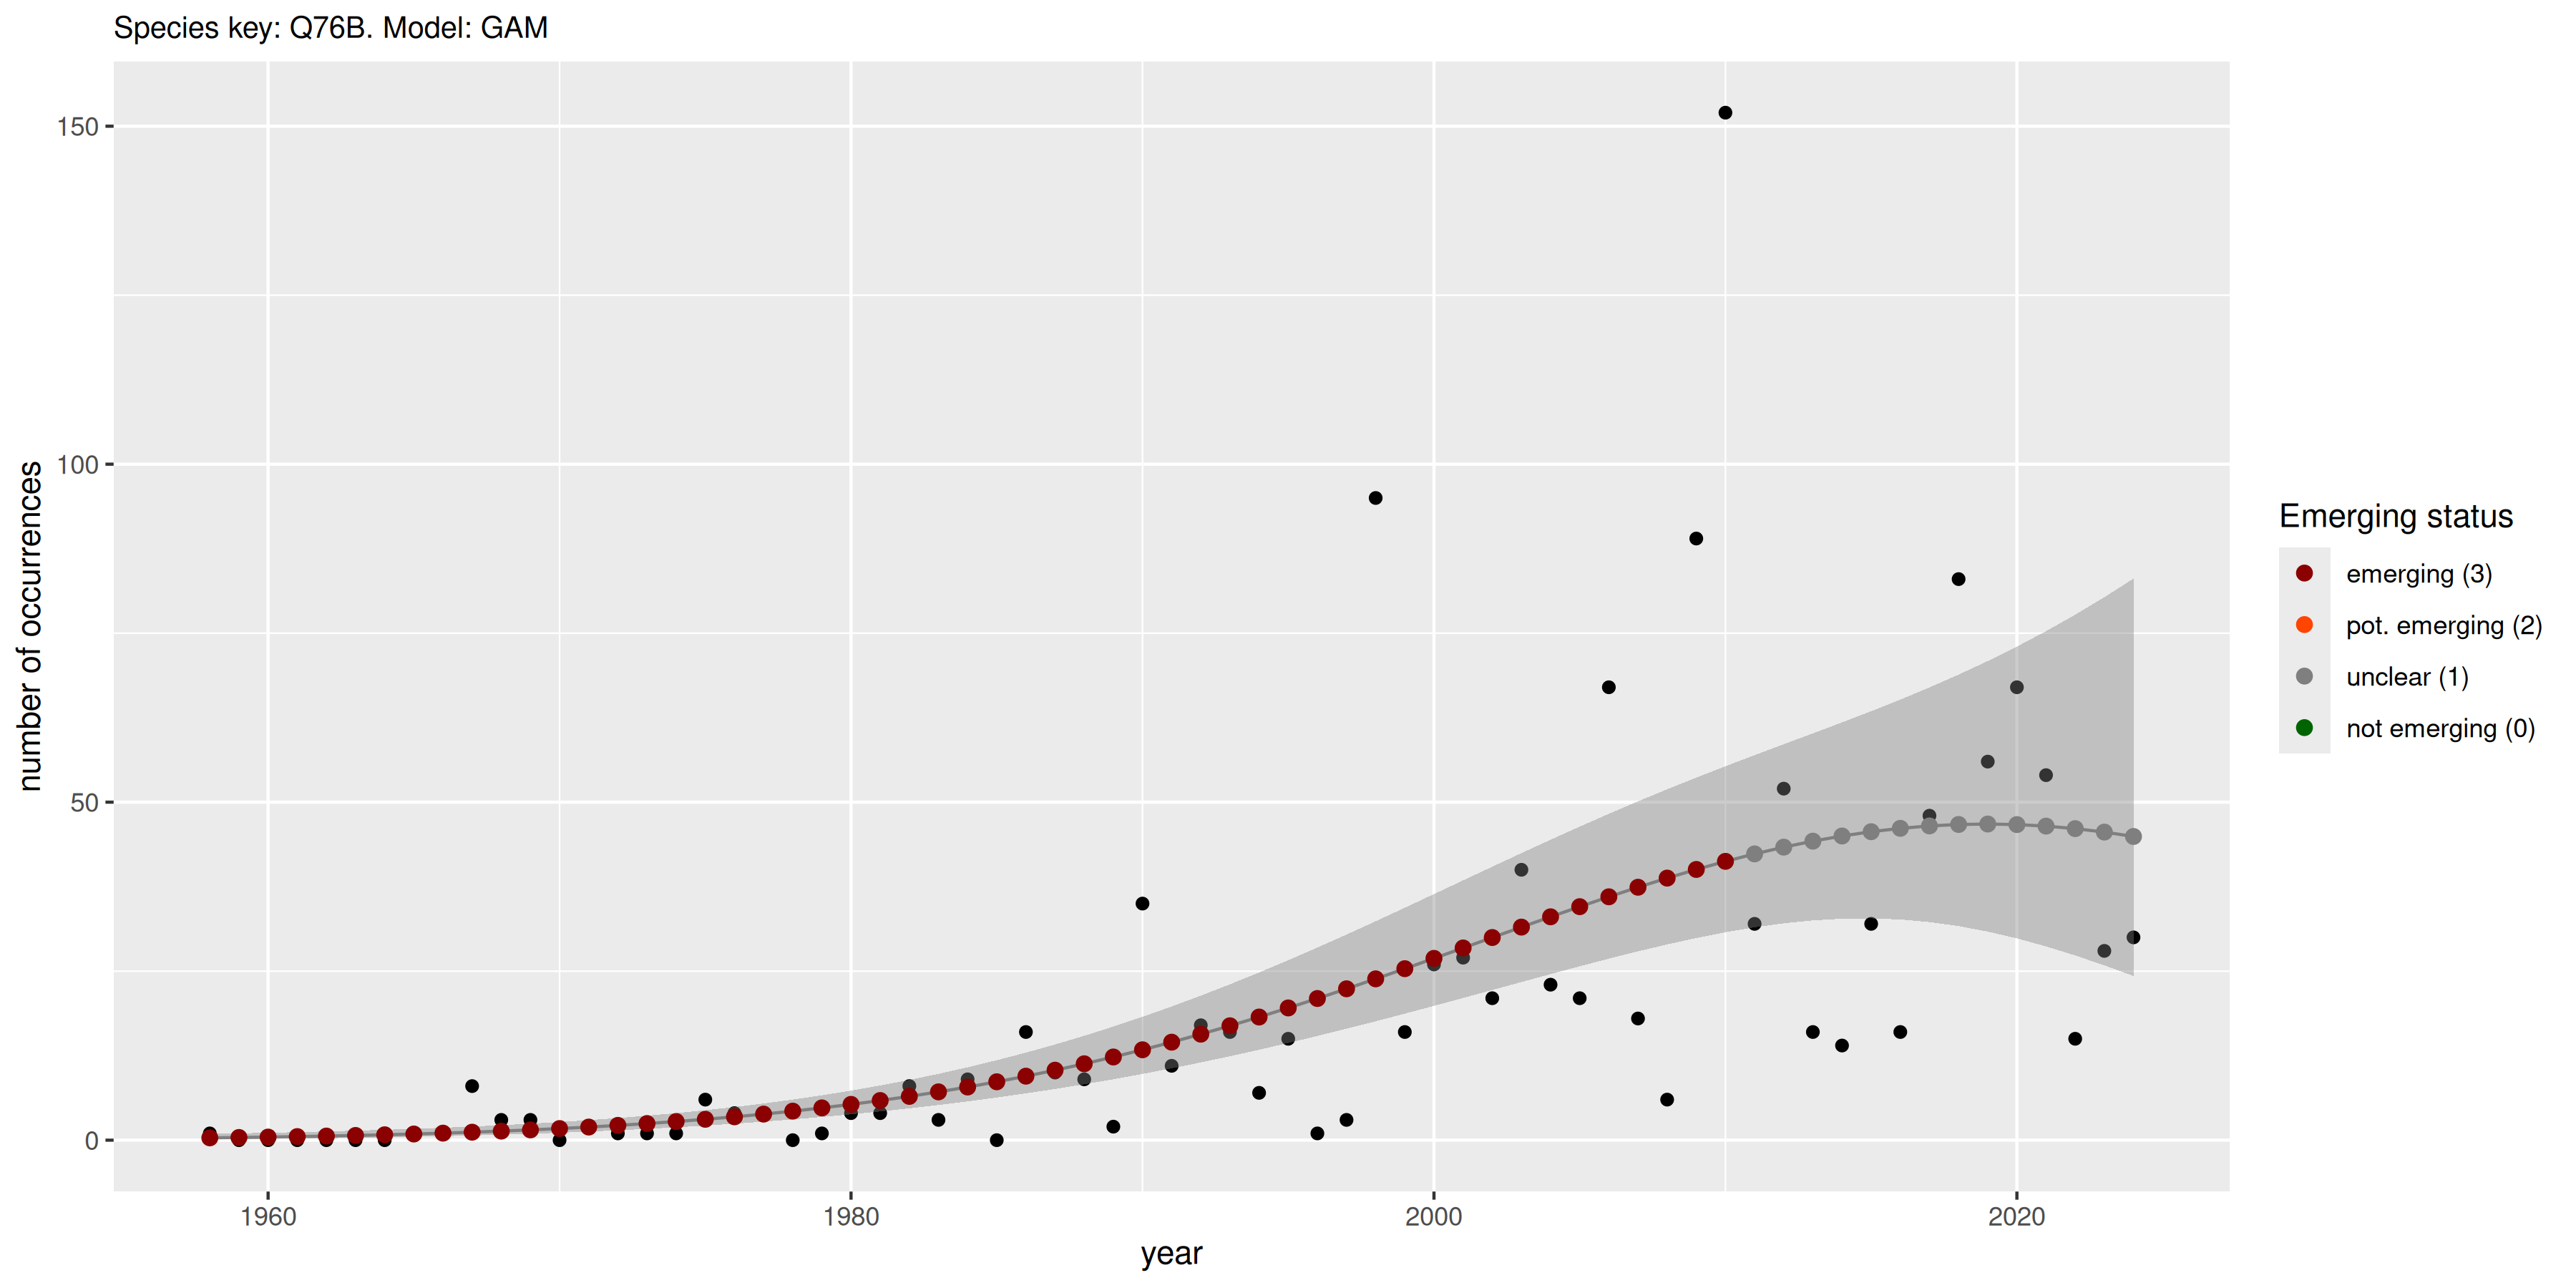 Species key: Q76B. Model: GAM
150
100
50
0
number of occurrences
1960
1980
2000
2020
year
Emerging status
emerging (3)
pot. emerging (2)
unclear (1)
not emerging (0)